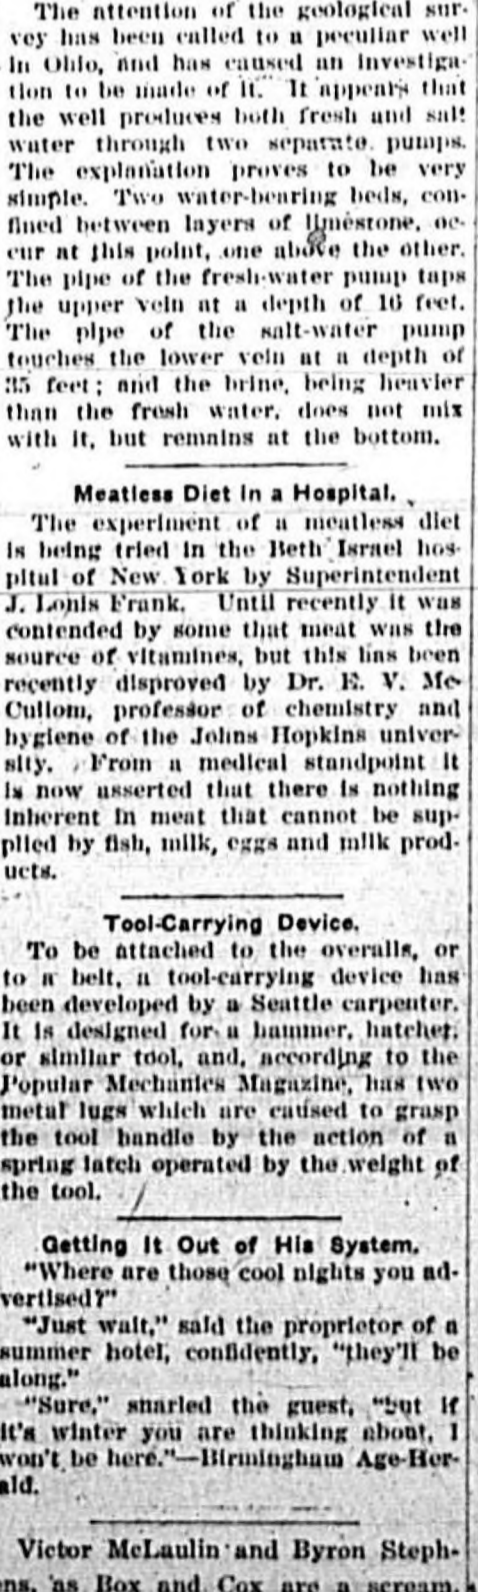 The attention of the geological sur-
vey has been called to a peculiar well
in Ohio, and has caused an investiga-
tion to be made of it. It appears that
the well produces both fresh and salt
water through two separate pumps.
The explanation proves to be very
simple. Two water-bearing beds, con-
fined between layers of limestone, oc-
cur at this point, one above the other.
The pipe of the fresh-water pump taps
the upper vein at a depth of 16 feet.
The pipe of the salt-water pump
touches the lower vein at a depth of
35 feet; and the brine, being heavier
than the fresh water, does not mix
with it, but remains at the bottom.
Meatless Diet in a Hospital.
The experiment of a meatless diet
is being tried in the Beth Israel hos-
pital of New York by Superintendent
J. Louis Frank. Until recently it was
contended by some that meat was the
source of vitamines, but this has been
recently disproved by Dr. E. V. Mc-
Cullom, professor of chemistry and
hygiene of the Johns Hopkins univer-
sity. From a medical standpoint it
is now asserted that there is nothing
inherent in meat that cannot be sup-
plied by fish, milk, eggs and milk prod-
ucts.
Tool-Carrying Device.
To be attached to the overalls, or
to a belt, a tool-carrying device has
been developed by a Seattle carpenter.
It is designed for a hammer, hatchet,
or similar tool, and, according to the
Popular Mechanics Magazine, has two
metal lugs which are caused to grasp
the tool handle by the action of a
spring latch operated by the weight of
the tool.
Getting It Out of His System.
"Where are those cool nights you ad-
vertised?"
"Just wait," said the proprietor of a
summer hotel, confidently, "they'll be
along."
"Sure," snarled the guest, "but if
it's winter you are thinking about, I
won't be here."—Birmingham Age-Her-
ald.
Victor McLaulin and Byron Steph-
ens, as Box and Cox are a scream